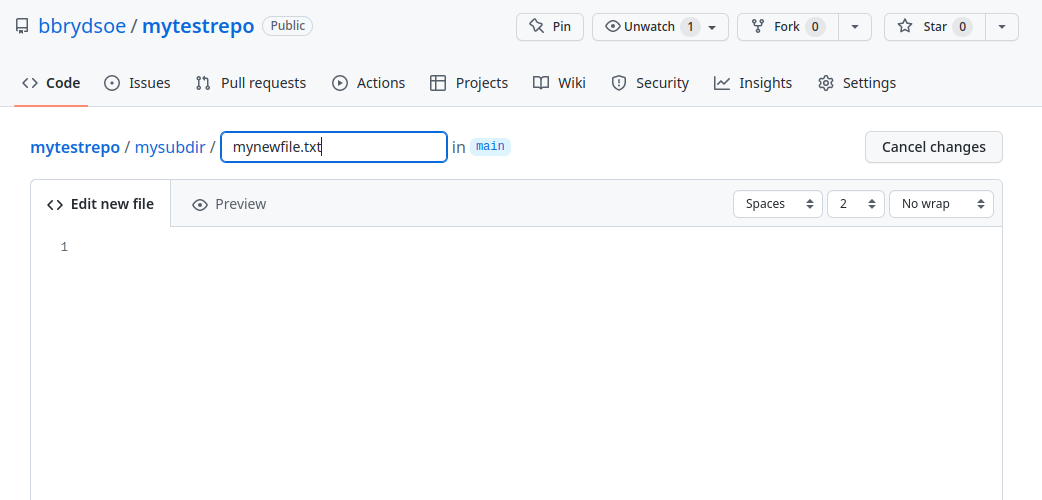 bbrydsoe / mytestrepo Public Pin Unwatch 1 Fork 0 Star 0
Code Issues Pull requests Actions Projects Wiki Security Insights Settings
mytestrepo / mysubdir / mynewfile.txt in main Cancel changes
Edit new file Preview Spaces 2 No wrap
1